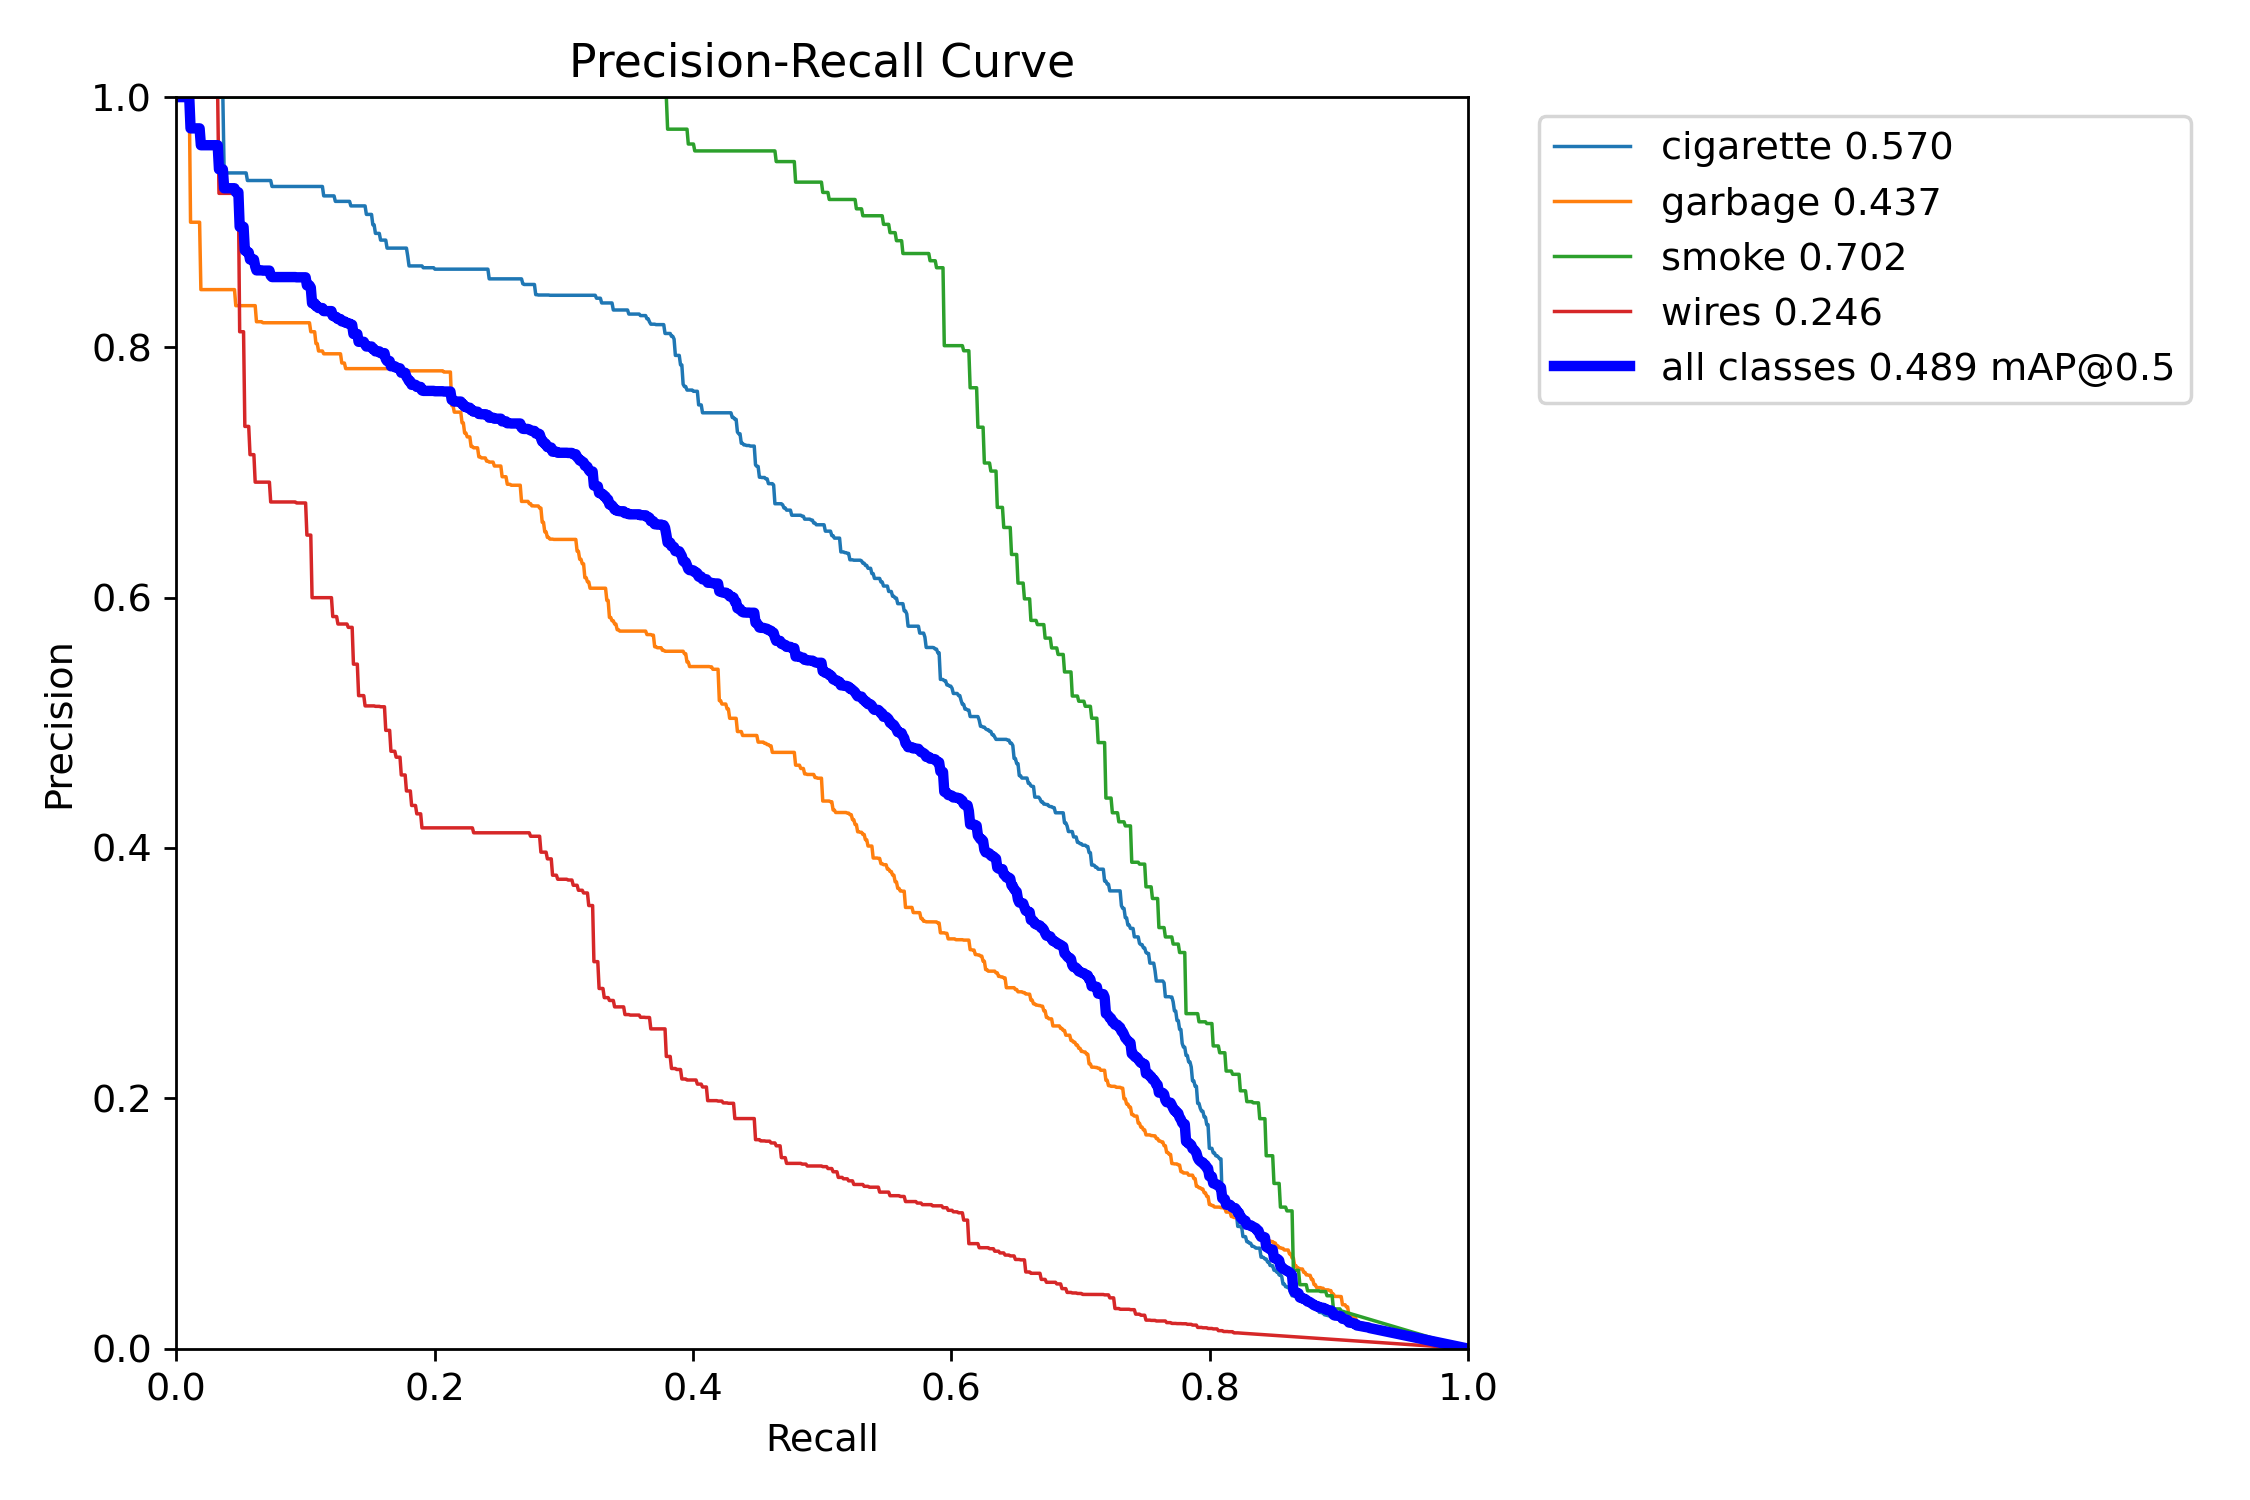 Precision-Recall Curve
1.0
0.8
0.6
0.4
0.2
0.0
Precision
0.0 0.2 0.4 0.6 0.8 1.0
Recall
cigarette 0.570
garbage 0.437
smoke 0.702
wires 0.246
all classes 0.489 mAP@0.5